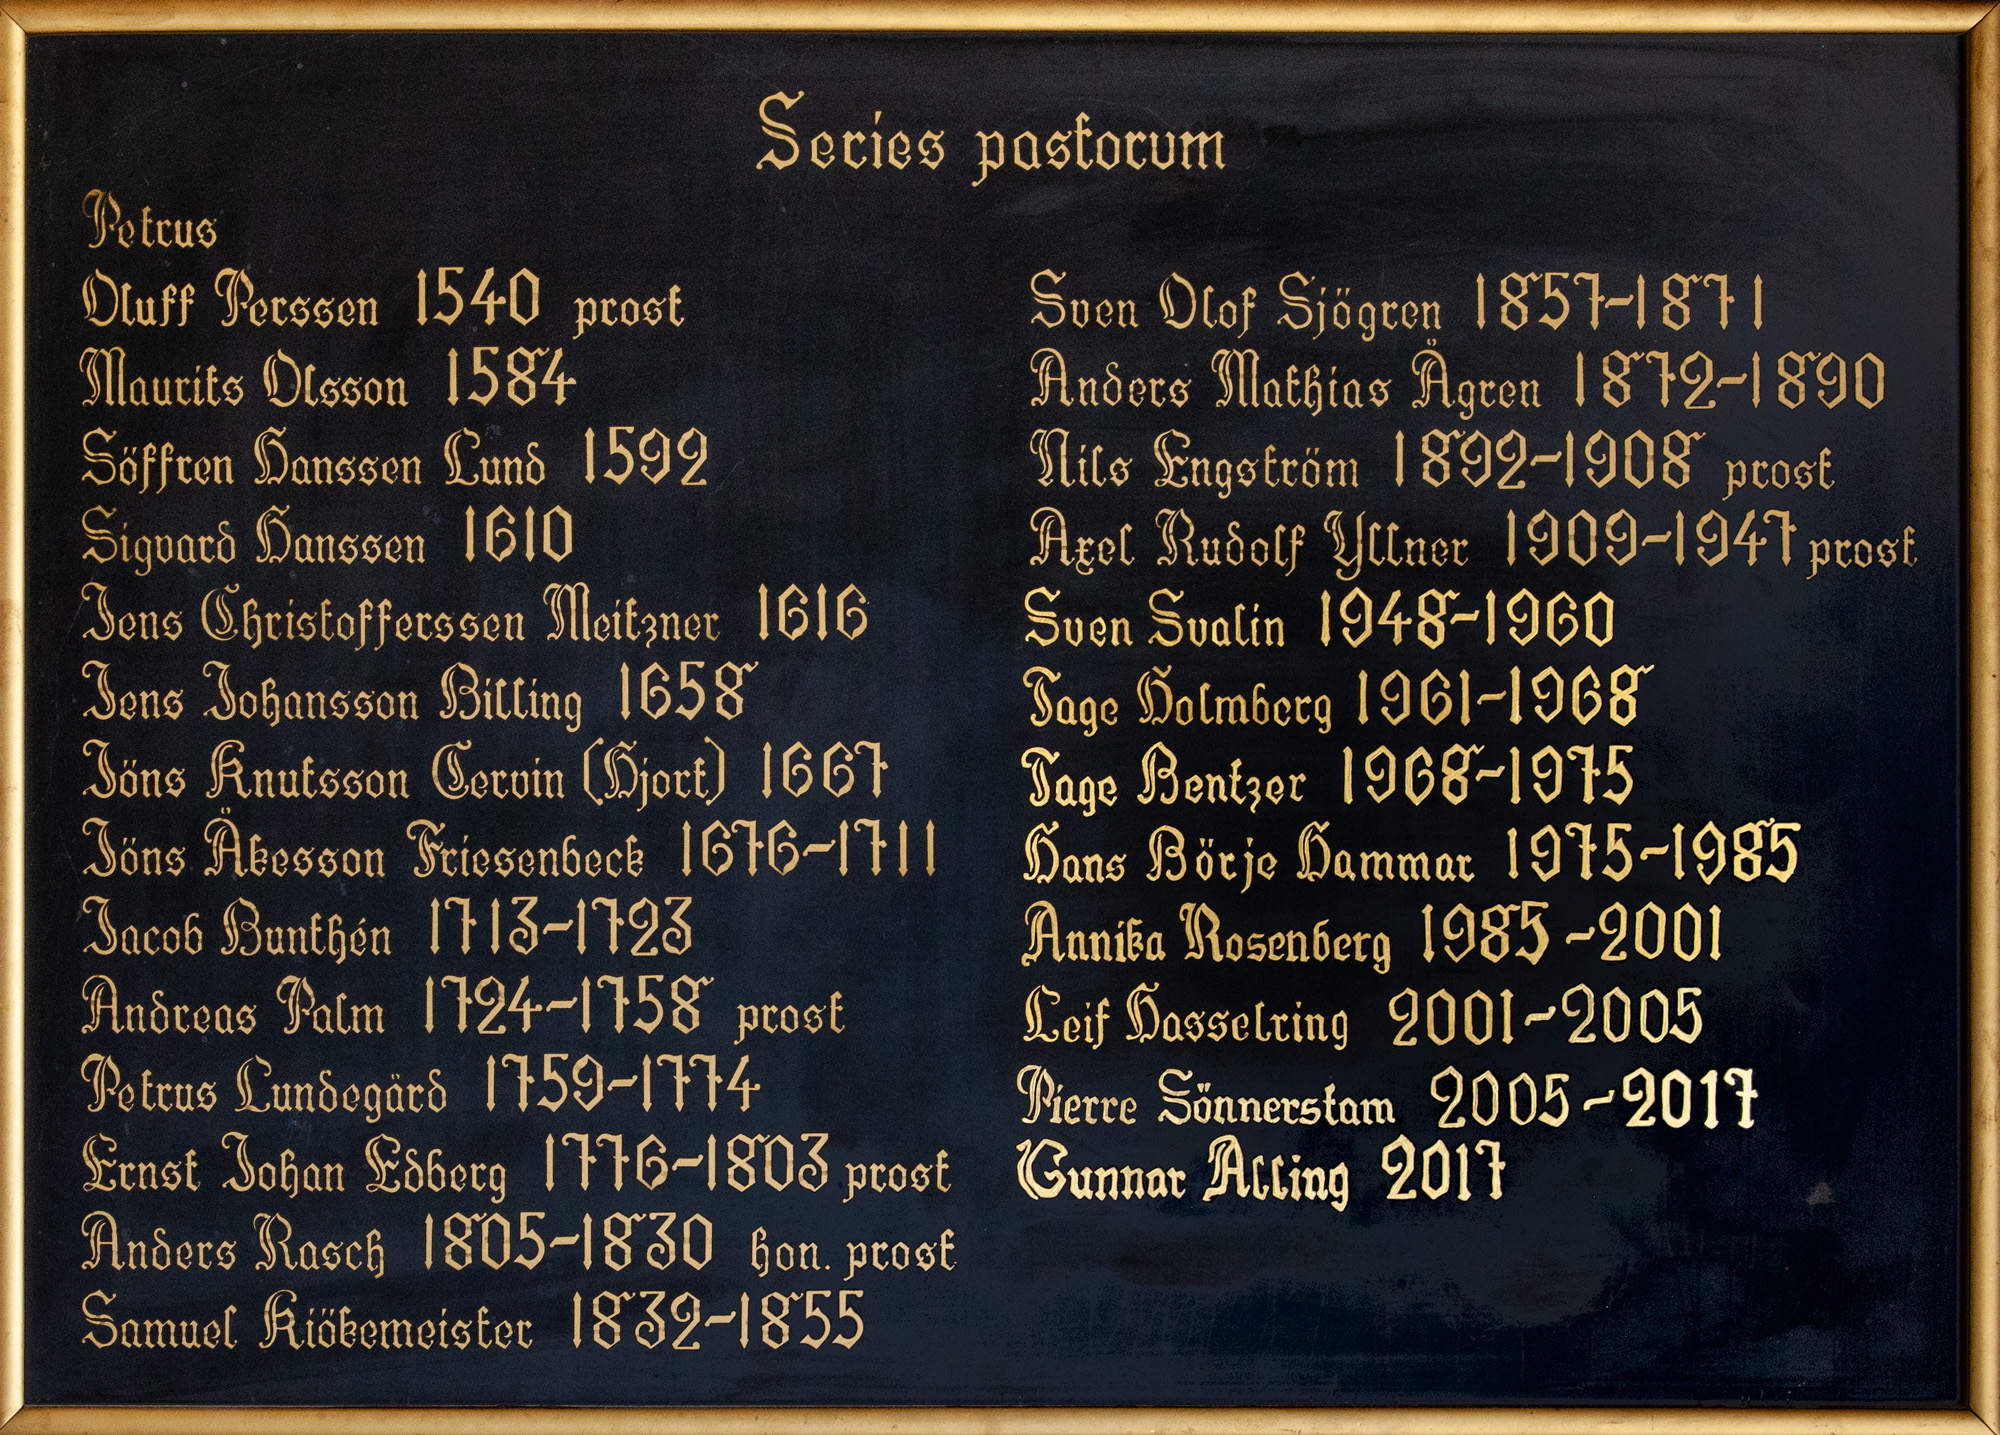 Series pastorum
Petrus
Oluff Perssen 1540 prost
Maurits Olsson 1584
Söffren Hanssen Lund 1592
Sigvard Hanssen 1610
Jens Christofferssen Meitzner 1616
Jens Johansson Billing 1658
Jöns Knutsson Cervin (Hjort) 1667
Jöns Åkesson Friesenbeck 1676-1711
Jacob Bunthén 1713-1723
Andreas Palm 1724-1758 prost
Petrus Lundegård 1759-1774
Ernst Johan Edberg 1776-1803 prost
Anders Rasch 1805-1830 hon. prost
Samuel Kiökemeister 1832-1855
Sven Olof Sjögren 1857-1871
Anders Mathias Ågren 1872-1890
Nils Engström 1892-1908 prost
Axel Rudolf Yllner 1909-1947 prost
Sven Svalin 1948-1960
Tage Holmberg 1961-1968
Tage Bentzer 1968-1975
Hans Börje Hammar 1975-1985
Annika Rosenberg 1985-2001
Leif Hasselring 2001-2005
Pierre Sönnerstam 2005-2017
Gunnar Alling 2017